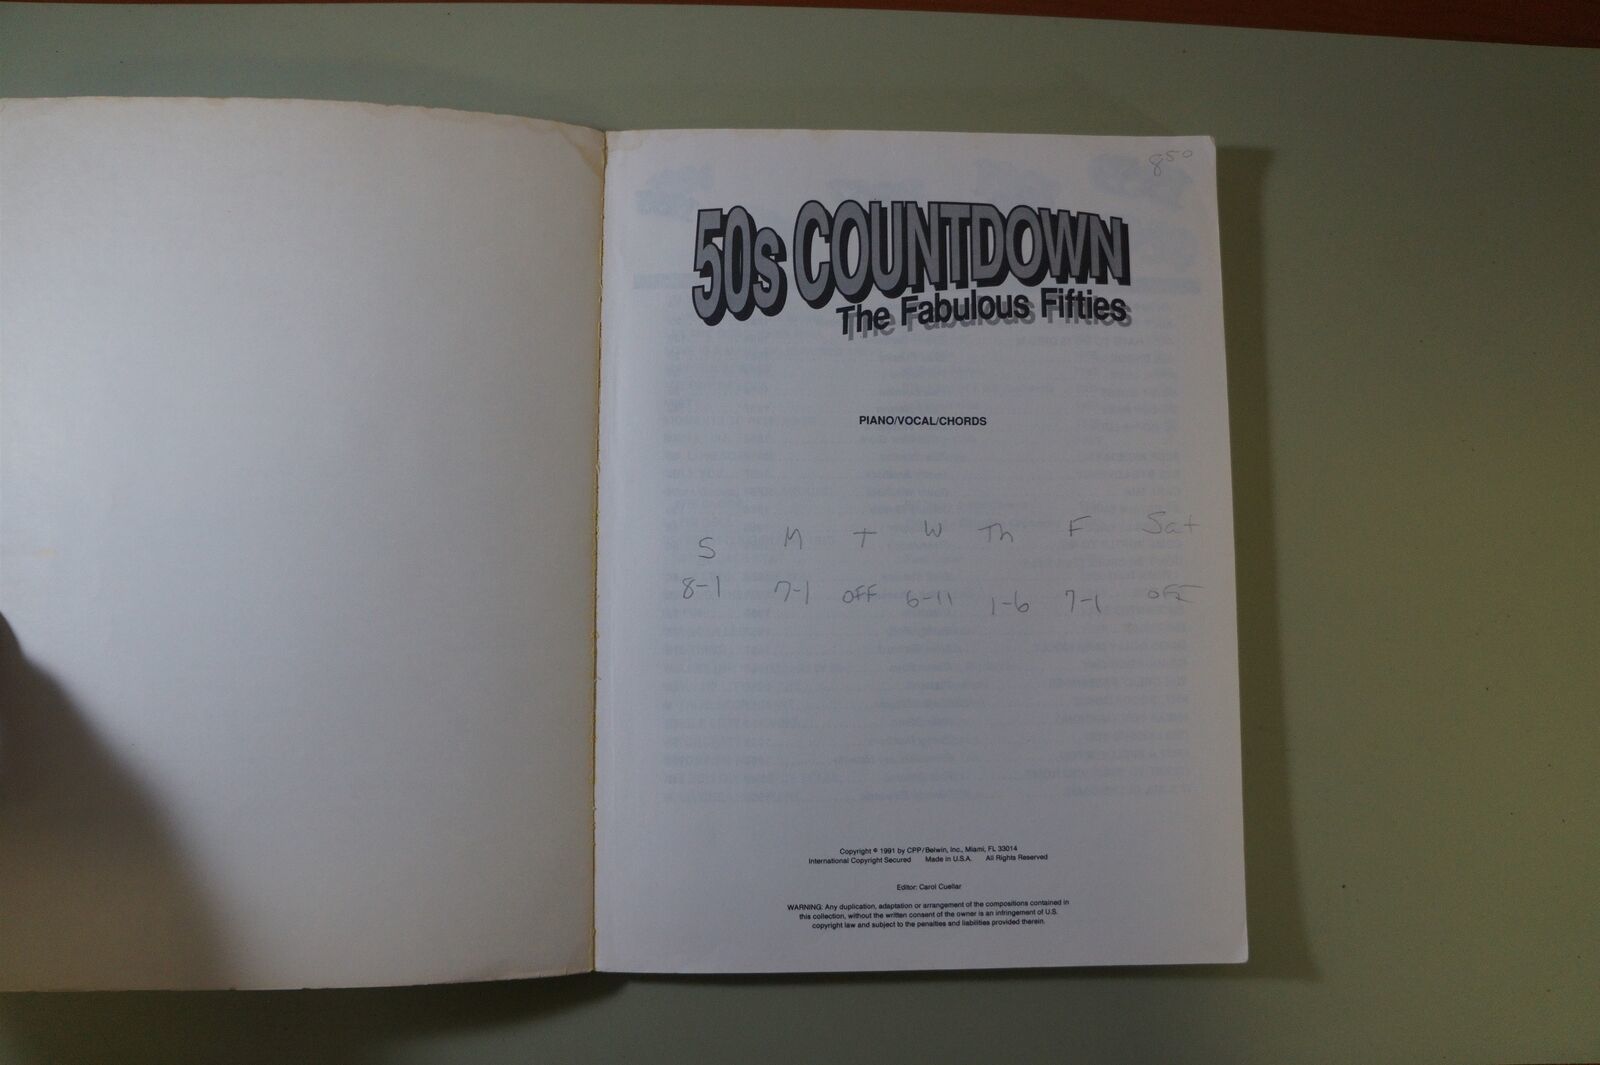 8 50
50s COUNTDOWN
The Fabulous Fifties
PIANO/VOCAL/CHORDS
S M T W Th F Sat
8-1 7-1 OFF 6-11 1-6 7-1 OFF
Copyright © 1991 by CPP/Belwin, Inc., Miami, FL 33014
International Copyright Secured Made in U.S.A. All Rights Reserved
Editor: Carol Cuellar
WARNING: Any duplication, adaptation or arrangement of the compositions contained in
this collection, without the written consent of the owner is an infringement of U.S.
copyright law and subject to the penalties and liabilities provided therein.